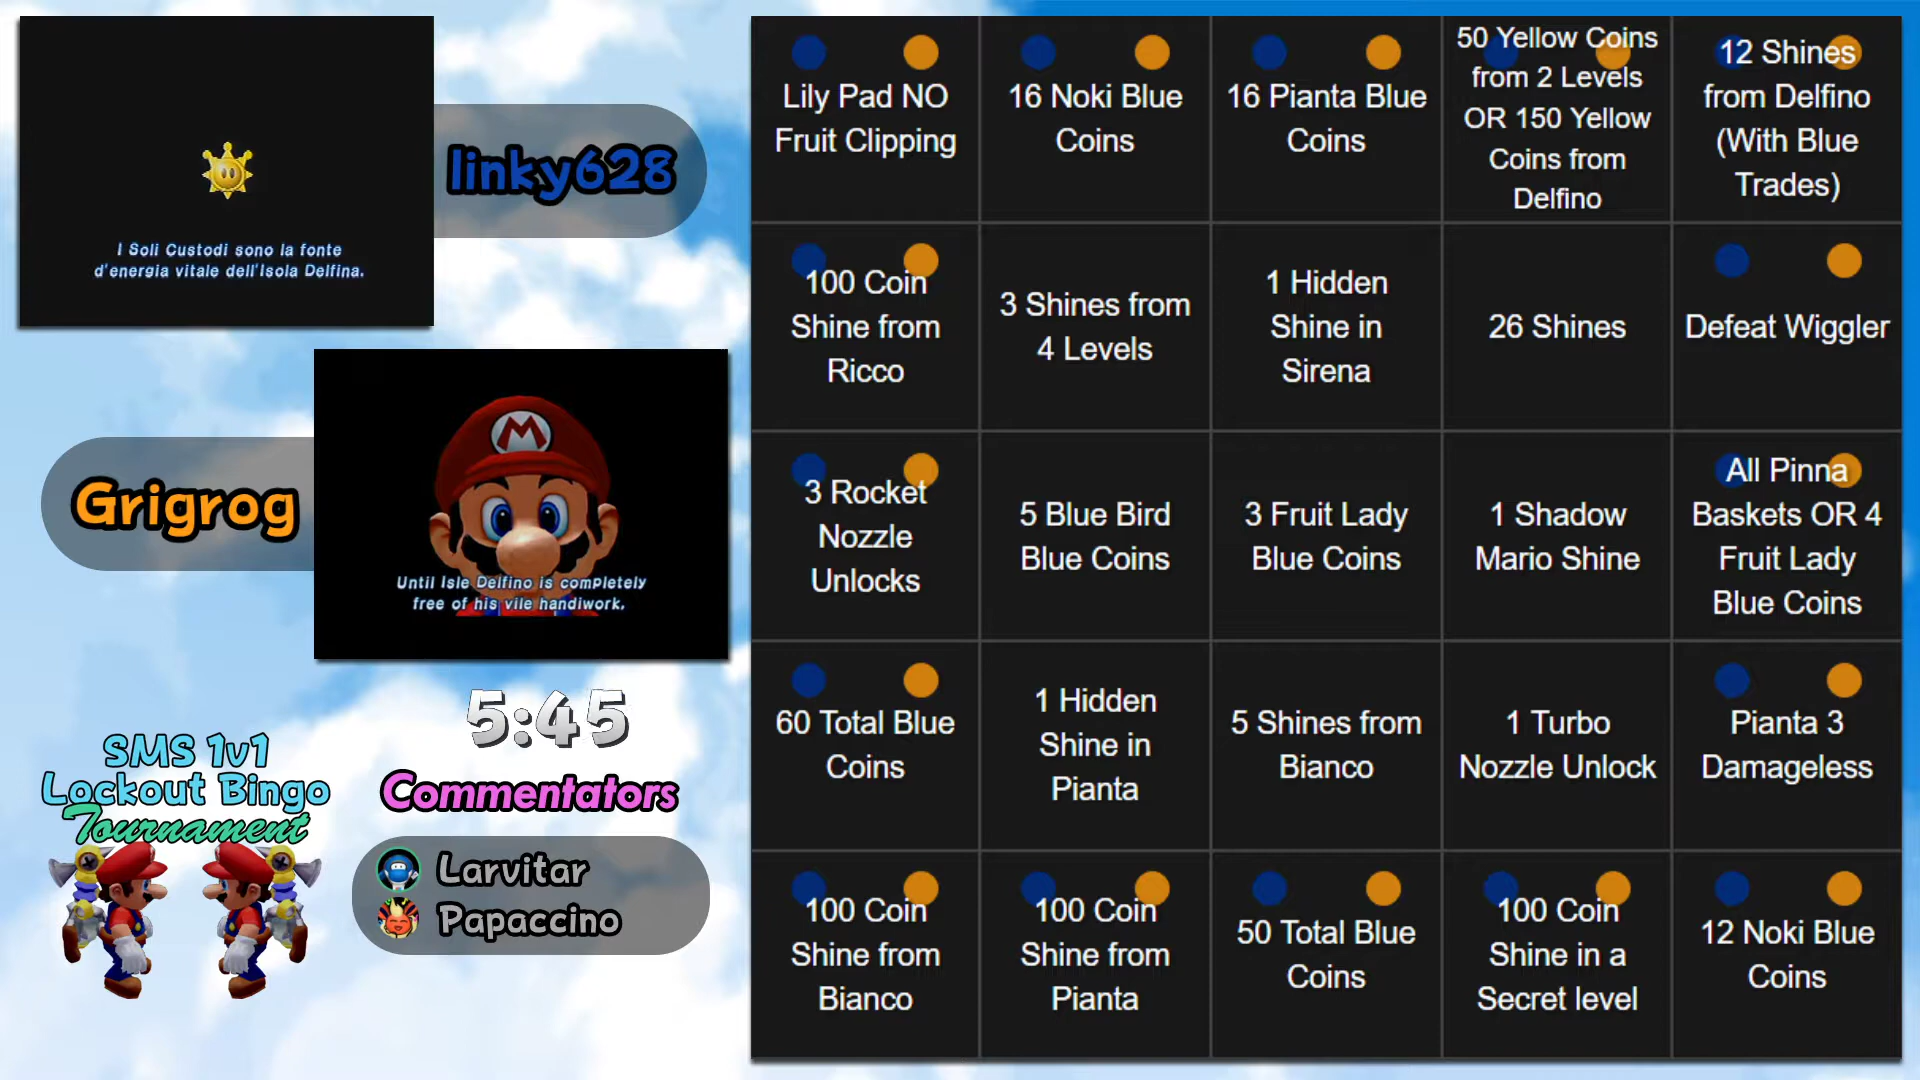 I Soli Custodi sono la fonte
d'energia vitale dell'Isola Delfina.
linky628
Grigrog
M
Until Isle Delfino is completely
free of his vile handiwork.
5:45
SMS 1v1
Lockout Bingo
Tournament
Commentators
Larvitar
Papaccino
Lily Pad NO
Fruit Clipping
16 Noki Blue
Coins
16 Pianta Blue
Coins
50 Yellow Coins
from 2 Levels
OR 150 Yellow
Coins from
Delfino
12 Shines
from Delfino
(With Blue
Trades)
100 Coin
Shine from
Ricco
3 Shines from
4 Levels
1 Hidden
Shine in
Sirena
26 Shines
Defeat Wiggler
3 Rocket
Nozzle
Unlocks
5 Blue Bird
Blue Coins
3 Fruit Lady
Blue Coins
1 Shadow
Mario Shine
All Pinna
Baskets OR 4
Fruit Lady
Blue Coins
60 Total Blue
Coins
1 Hidden
Shine in
Pianta
5 Shines from
Bianco
1 Turbo
Nozzle Unlock
Pianta 3
Damageless
100 Coin
Shine from
Bianco
100 Coin
Shine from
Pianta
50 Total Blue
Coins
100 Coin
Shine in a
Secret level
12 Noki Blue
Coins